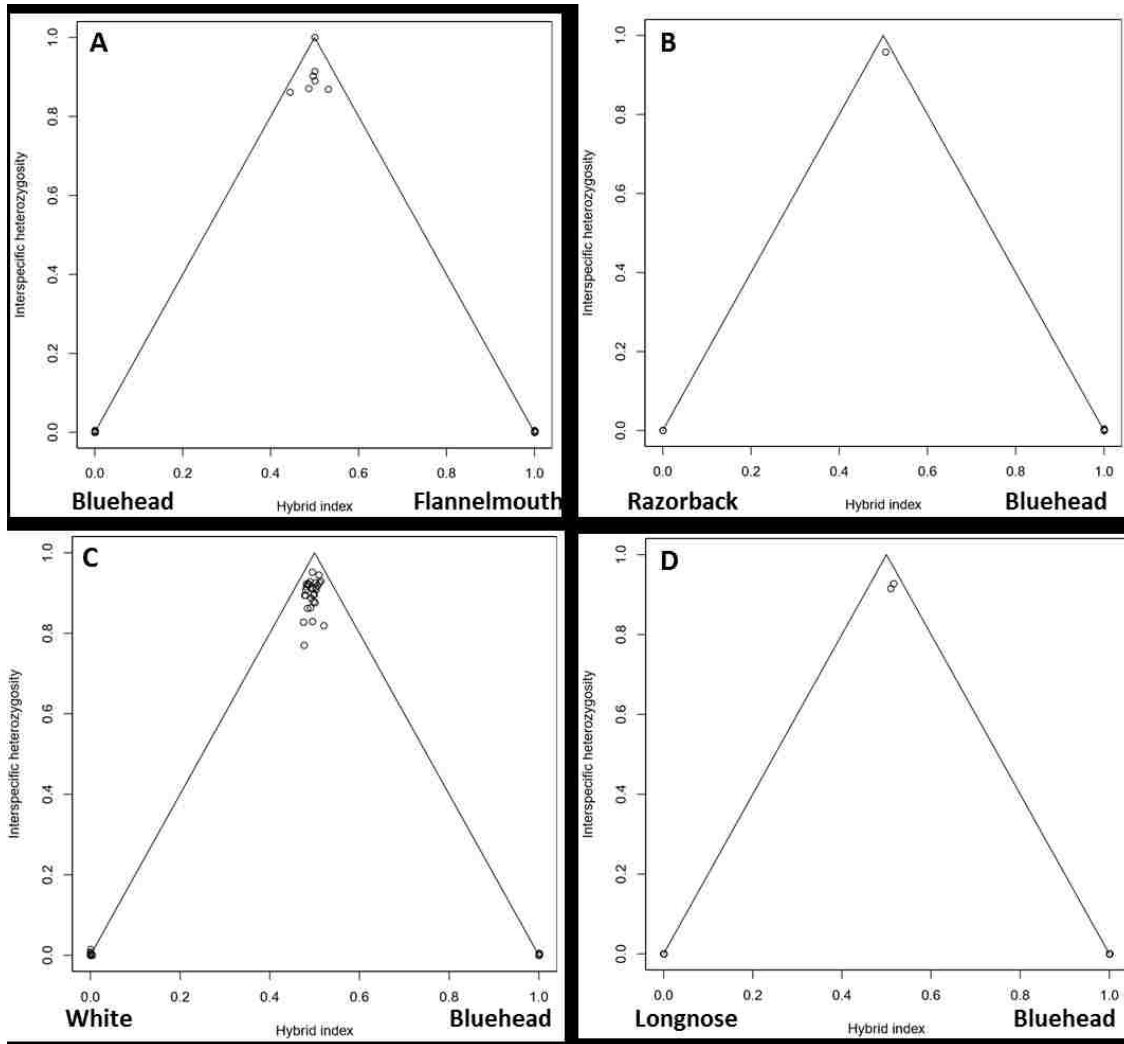 A
Interspecific heterozygosity
1.0
0.8
0.6
0.4
0.2
0.0
0.0 0.2 0.4 0.6 0.8 1.0
Bluehead Hybrid index Flannelmouth
B
Interspecific heterozygosity
1.0
0.8
0.6
0.4
0.2
0.0
0.0 0.2 0.4 0.6 0.8 1.0
Razorback Hybrid index Bluehead
C
Interspecific heterozygosity
1.0
0.8
0.6
0.4
0.2
0.0
0.0 0.2 0.4 0.6 0.8 1.0
White Hybrid index Bluehead
D
Interspecific heterozygosity
1.0
0.8
0.6
0.4
0.2
0.0
0.0 0.2 0.4 0.6 0.8 1.0
Longnose Hybrid index Bluehead